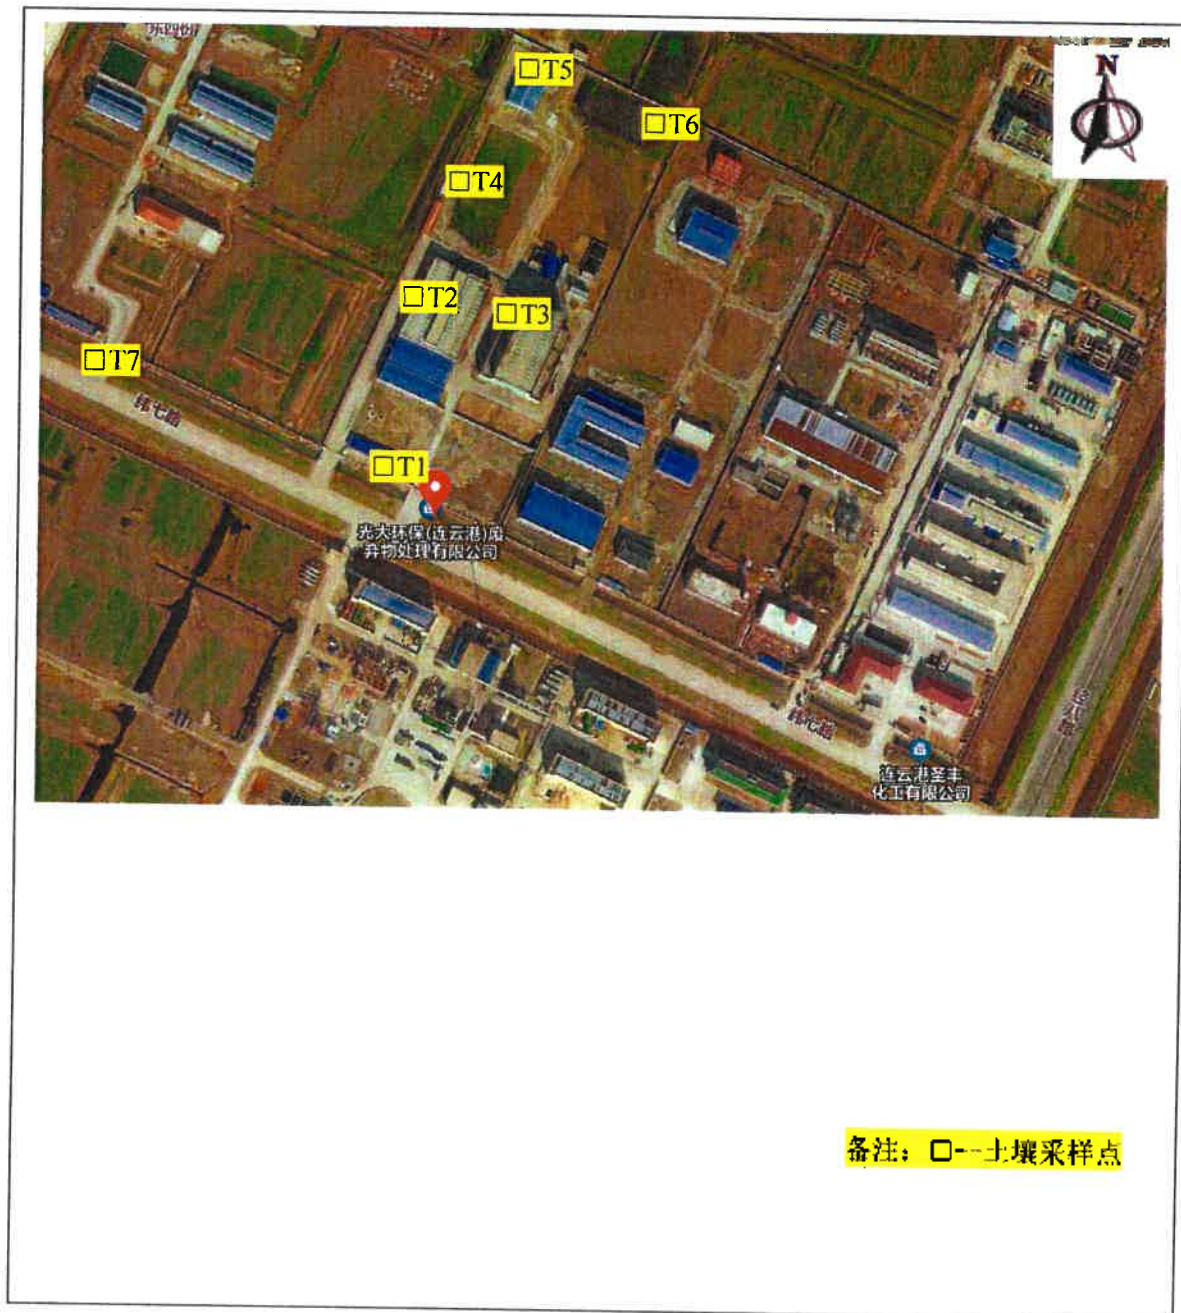 N
□T5
□T6
□T4
□T2
□T3
□T7
纬七路
□T1
光大环保(连云港)废
弃物处理有限公司
纬七路
连云港圣丰
化工有限公司
备注：□--土壤采样点